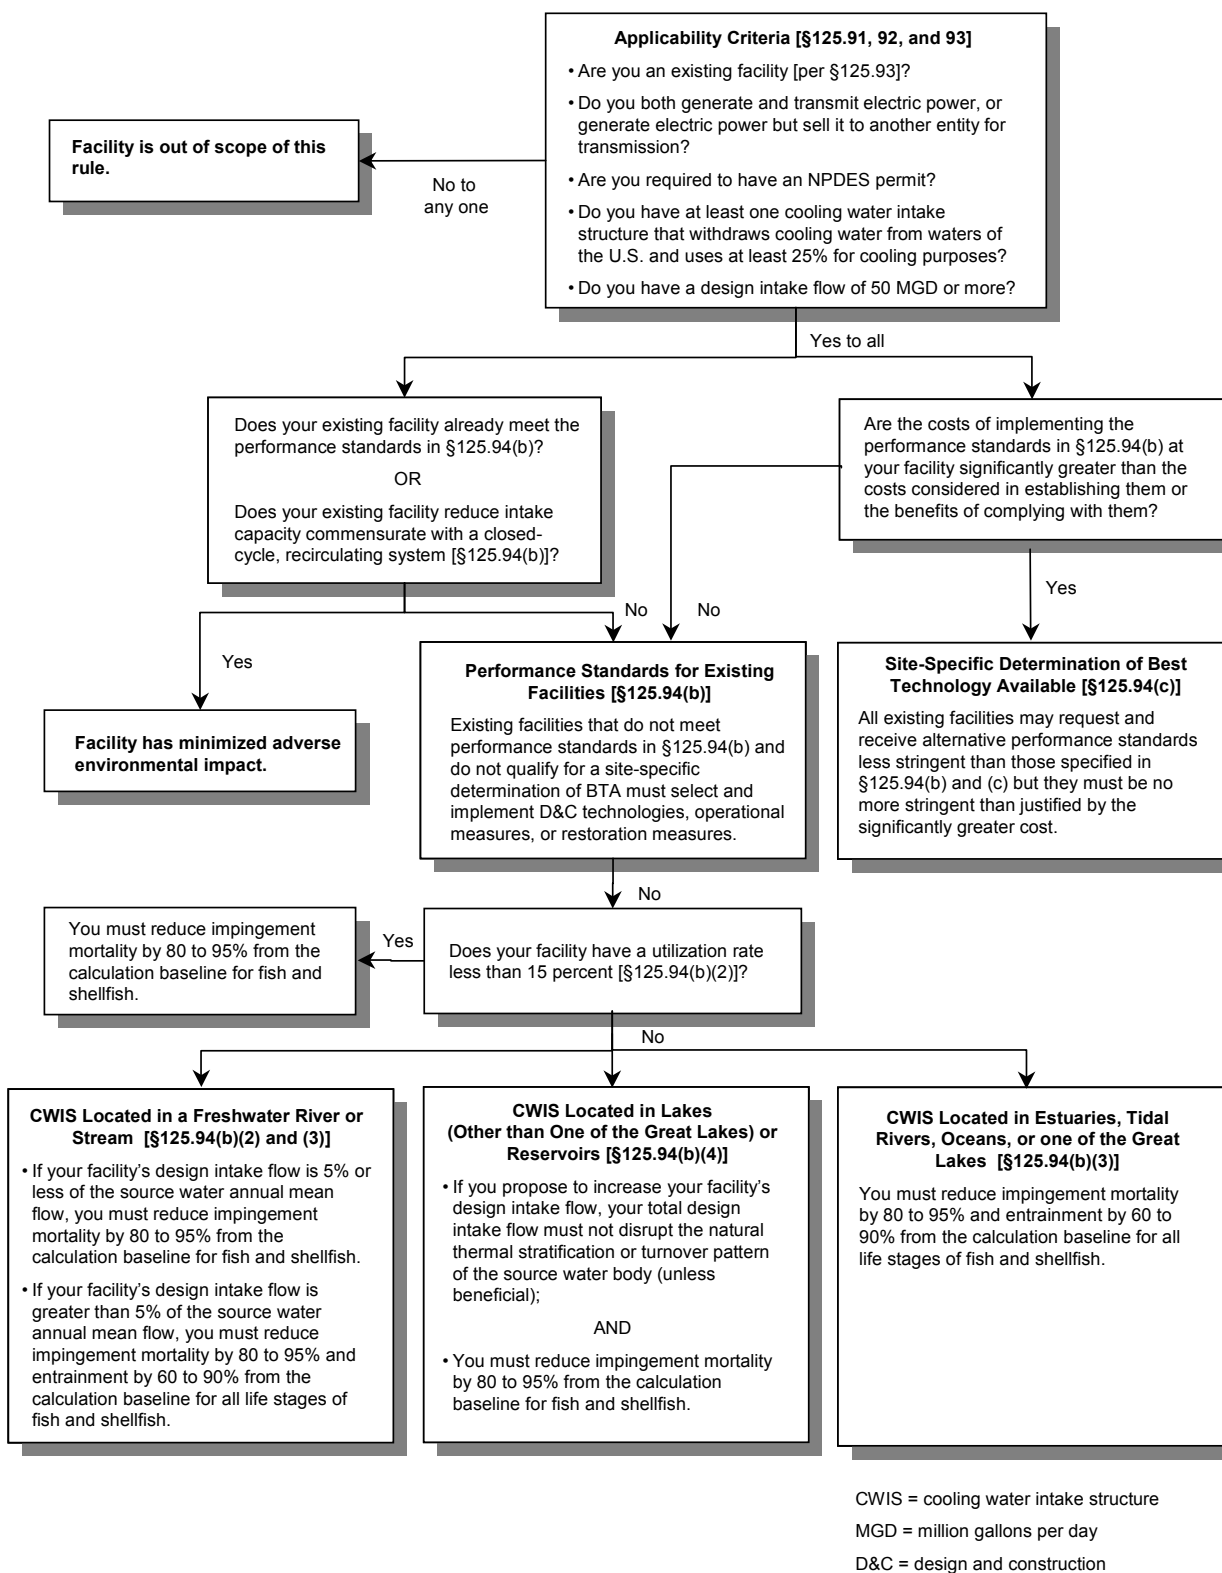 Applicability Criteria [§125.91, 92, and 93]
• Are you an existing facility [per §125.93]?
• Do you both generate and transmit electric power, or
generate electric power but sell it to another entity for
transmission?
• Are you required to have an NPDES permit?
• Do you have at least one cooling water intake
structure that withdraws cooling water from waters of
the U.S. and uses at least 25% for cooling purposes?
• Do you have a design intake flow of 50 MGD or more?
Facility is out of scope of this
rule.
No to
any one
Yes to all
Does your existing facility already meet the
performance standards in §125.94(b)?
OR
Does your existing facility reduce intake
capacity commensurate with a closed-
cycle, recirculating system [§125.94(b)]?
Are the costs of implementing the
performance standards in §125.94(b) at
your facility significantly greater than the
costs considered in establishing them or
the benefits of complying with them?
Yes
No
No
Yes
Facility has minimized adverse
environmental impact.
Performance Standards for Existing
Facilities [§125.94(b)]
Existing facilities that do not meet
performance standards in §125.94(b) and
do not qualify for a site-specific
determination of BTA must select and
implement D&C technologies, operational
measures, or restoration measures.
Site-Specific Determination of Best
Technology Available [§125.94(c)]
All existing facilities may request and
receive alternative performance standards
less stringent than those specified in
§125.94(b) and (c) but they must be no
more stringent than justified by the
significantly greater cost.
No
You must reduce impingement
mortality by 80 to 95% from the
calculation baseline for fish and
shellfish.
Yes
Does your facility have a utilization rate
less than 15 percent [§125.94(b)(2)]?
No
CWIS Located in a Freshwater River or
Stream [§125.94(b)(2) and (3)]
• If your facility's design intake flow is 5% or
less of the source water annual mean
flow, you must reduce impingement
mortality by 80 to 95% from the
calculation baseline for fish and shellfish.
• If your facility's design intake flow is
greater than 5% of the source water
annual mean flow, you must reduce
impingement mortality by 80 to 95% and
entrainment by 60 to 90% from the
calculation baseline for all life stages of
fish and shellfish.
CWIS Located in Lakes
(Other than One of the Great Lakes) or
Reservoirs [§125.94(b)(4)]
• If you propose to increase your facility's
design intake flow, your total design
intake flow must not disrupt the natural
thermal stratification or turnover pattern
of the source water body (unless
beneficial);
AND
• You must reduce impingement mortality
by 80 to 95% from the calculation
baseline for fish and shellfish.
CWIS Located in Estuaries, Tidal
Rivers, Oceans, or one of the Great
Lakes [§125.94(b)(3)]
You must reduce impingement mortality
by 80 to 95% and entrainment by 60 to
90% from the calculation baseline for all
life stages of fish and shellfish.
CWIS = cooling water intake structure
MGD = million gallons per day
D&C = design and construction